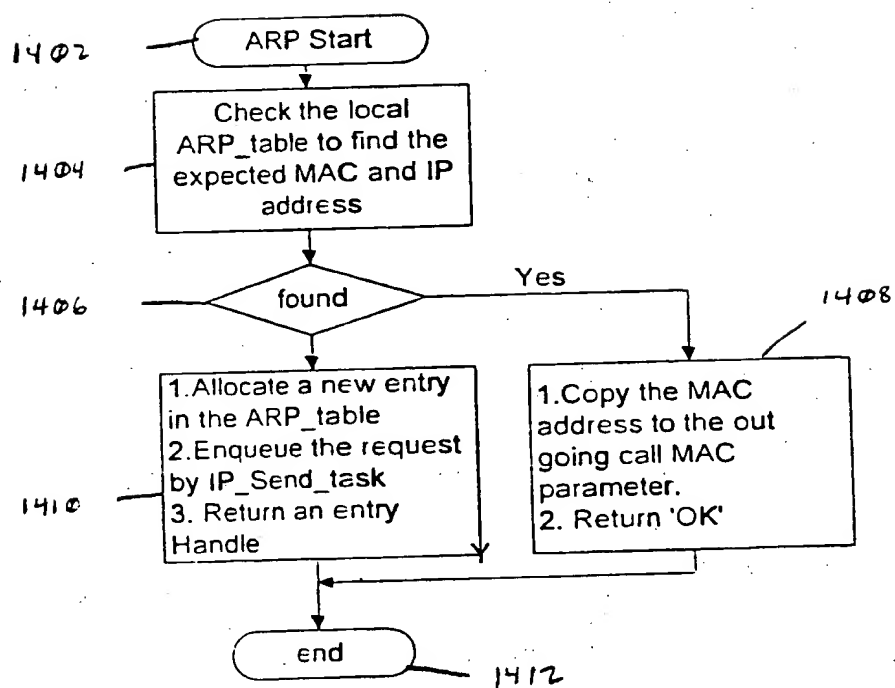 1402
ARP Start
1404
Check the local
ARP_table to find the
expected MAC and IP
address
1406
found
Yes
1408
1410
1.Allocate a new entry
in the ARP_table
2.Enqueue the request
by IP_Send_task
3. Return an entry
Handle
1.Copy the MAC
address to the out
going call MAC
parameter.
2. Return 'OK'
end
1412